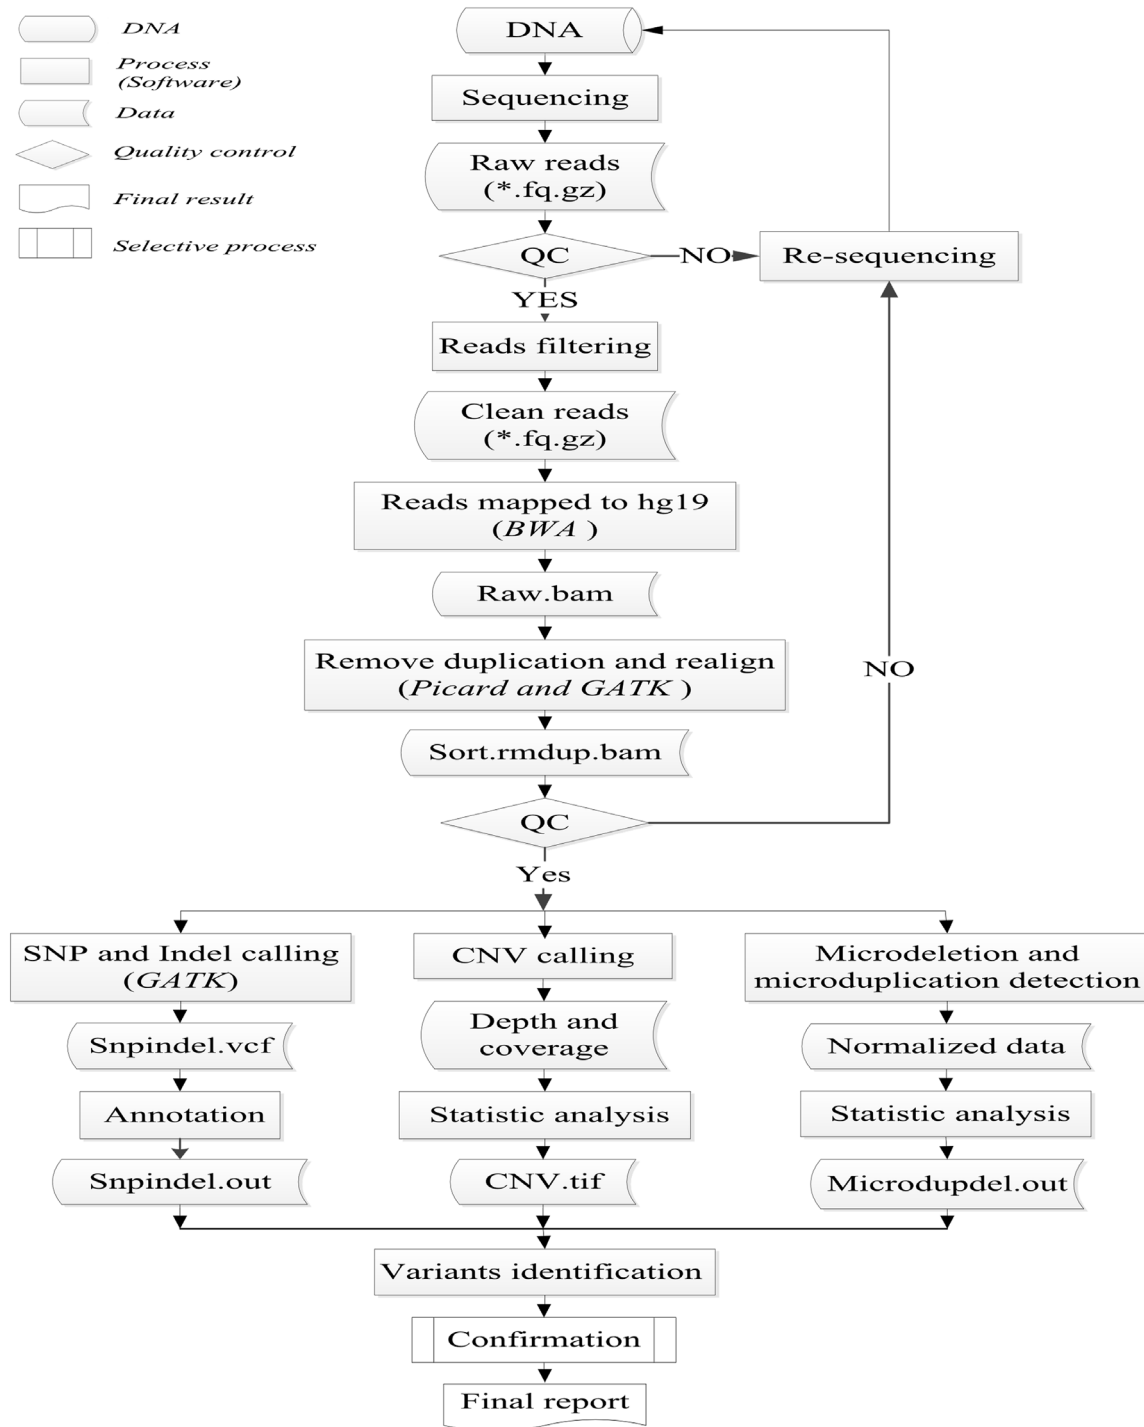 DNA
Process
(Software)
Data
Quality control
Final result
Selective process
DNA
Sequencing
Raw reads
(*.fq.gz)
QC
NO
Re-sequencing
YES
Reads filtering
Clean reads
(*.fq.gz)
Reads mapped to hg19
(BWA )
Raw.bam
Remove duplication and realign
(Picard and GATK )
NO
Sort.rmdup.bam
QC
Yes
SNP and Indel calling
(GATK)
Snpindel.vcf
Annotation
Snpindel.out
CNV calling
Depth and
coverage
Statistic analysis
CNV.tif
Microdeletion and
microduplication detection
Normalized data
Statistic analysis
Microdupdel.out
Variants identification
Confirmation
Final report